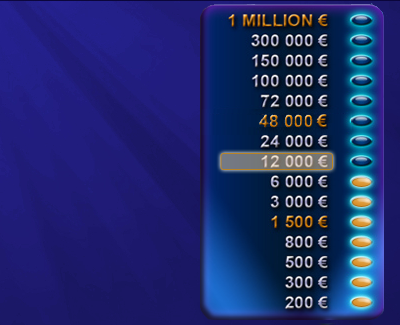 1 MILLION €
300 000 €
150 000 €
100 000 €
72 000 €
48 000 €
24 000 €
12 000 €
6 000 €
3 000 €
1 500 €
800 €
500 €
300 €
200 €